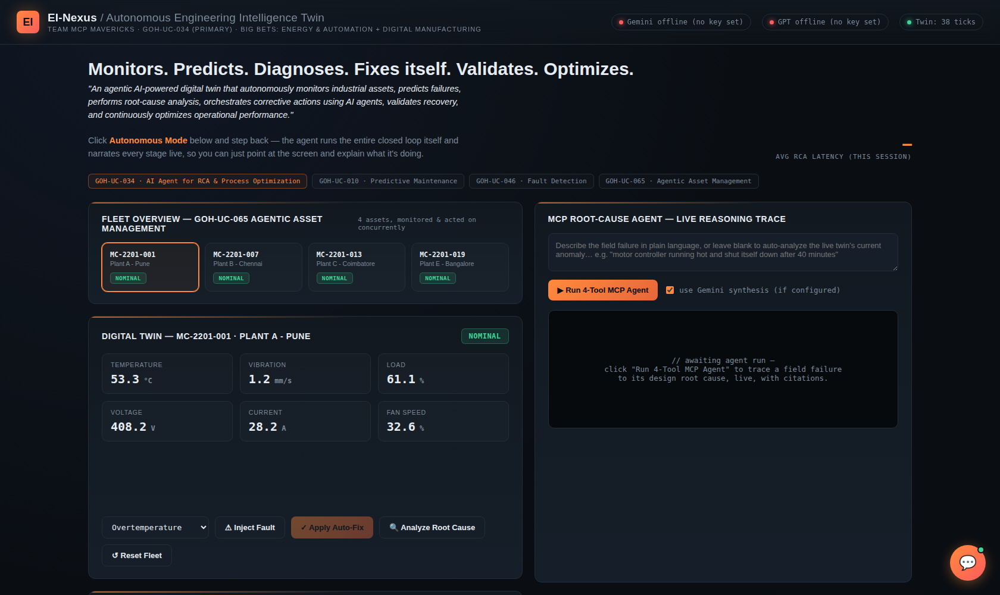 EI
EI-Nexus / Autonomous Engineering Intelligence Twin
TEAM MCP MAVERICKS · GOH-UC-034 (PRIMARY) · BIG BETS: ENERGY & AUTOMATION + DIGITAL MANUFACTURING
Gemini offline (no key set)
GPT offline (no key set)
Twin: 38 ticks
Monitors. Predicts. Diagnoses. Fixes itself. Validates. Optimizes.
"An agentic AI-powered digital twin that autonomously monitors industrial assets, predicts failures,
performs root-cause analysis, orchestrates corrective actions using AI agents, validates recovery,
and continuously optimizes operational performance."
Click Autonomous Mode below and step back — the agent runs the entire closed loop itself and
narrates every stage live, so you can just point at the screen and explain what it's doing.
—
AVG RCA LATENCY (THIS SESSION)
GOH-UC-034 · AI Agent for RCA & Process Optimization
GOH-UC-010 · Predictive Maintenance
GOH-UC-046 · Fault Detection
GOH-UC-065 · Agentic Asset Management
FLEET OVERVIEW — GOH-UC-065 AGENTIC ASSET
MANAGEMENT
4 assets, monitored & acted on
concurrently
MC-2201-001
Plant A - Pune
NOMINAL
MC-2201-007
Plant B - Chennai
NOMINAL
MC-2201-013
Plant C - Coimbatore
NOMINAL
MC-2201-019
Plant E - Bangalore
NOMINAL
DIGITAL TWIN — MC-2201-001 · PLANT A - PUNE
NOMINAL
TEMPERATURE
53.3 °C
VIBRATION
1.2 mm/s
LOAD
61.1 %
VOLTAGE
408.2 V
CURRENT
28.2 A
FAN SPEED
32.6 %
Overtemperature
⚠ Inject Fault
✓ Apply Auto-Fix
🔍 Analyze Root Cause
↺ Reset Fleet
MCP ROOT-CAUSE AGENT — LIVE REASONING TRACE
Describe the field failure in plain language, or leave blank to auto-analyze the live twin's current
anomaly… e.g. "motor controller running hot and shut itself down after 40 minutes"
▶ Run 4-Tool MCP Agent
use Gemini synthesis (if configured)
// awaiting agent run —
click "Run 4-Tool MCP Agent" to trace a field failure
to its design root cause, live, with citations.